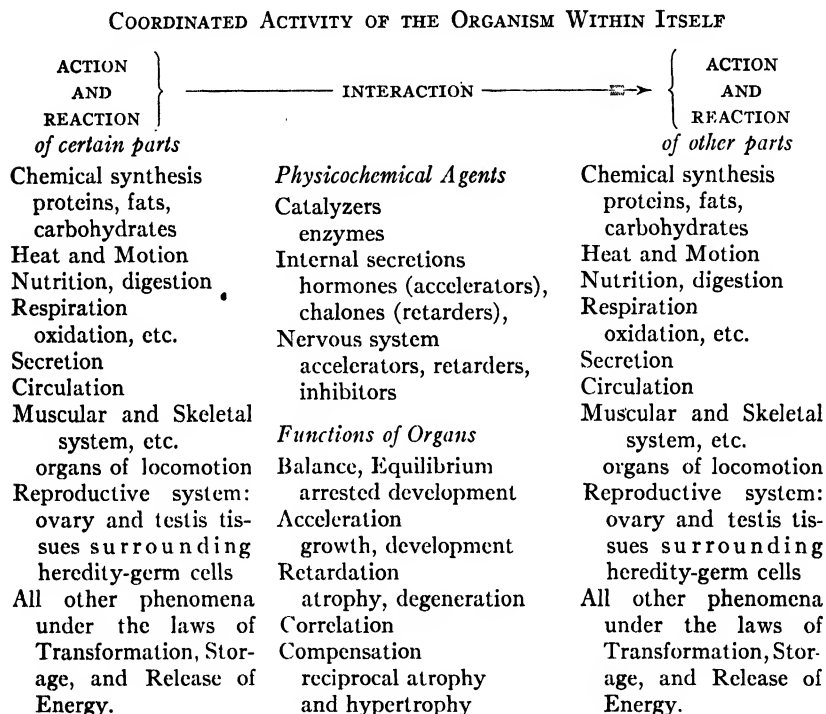 COORDINATED ACTIVITY OF THE ORGANISM WITHIN ITSELF
ACTION
AND
REACTION
of certain parts
INTERACTION
ACTION
AND
REACTION
of other parts
Chemical synthesis
proteins, fats,
carbohydrates
Heat and Motion
Nutrition, digestion
Respiration
oxidation, etc.
Secretion
Circulation
Muscular and Skeletal
system, etc.
organs of locomotion
Reproductive system:
ovary and testis tis-
sues surrounding
heredity-germ cells
All other phenomena
under the laws of
Transformation, Stor-
age, and Release of
Energy.
Physicochemical Agents
Catalyzers
enzymes
Internal secretions
hormones (accelerators),
chalones (retarders),
Nervous system
accelerators, retarders,
inhibitors
Functions of Organs
Balance, Equilibrium
arrested development
Acceleration
growth, development
Retardation
atrophy, degeneration
Correlation
Compensation
reciprocal atrophy
and hypertrophy
Chemical synthesis
proteins, fats,
carbohydrates
Heat and Motion
Nutrition, digestion
Respiration
oxidation, etc.
Secretion
Circulation
Muscular and Skeletal
system, etc.
organs of locomotion
Reproductive system:
ovary and testis tis-
sues surrounding
heredity-germ cells
All other phenomena
under the laws of
Transformation, Stor-
age, and Release of
Energy.